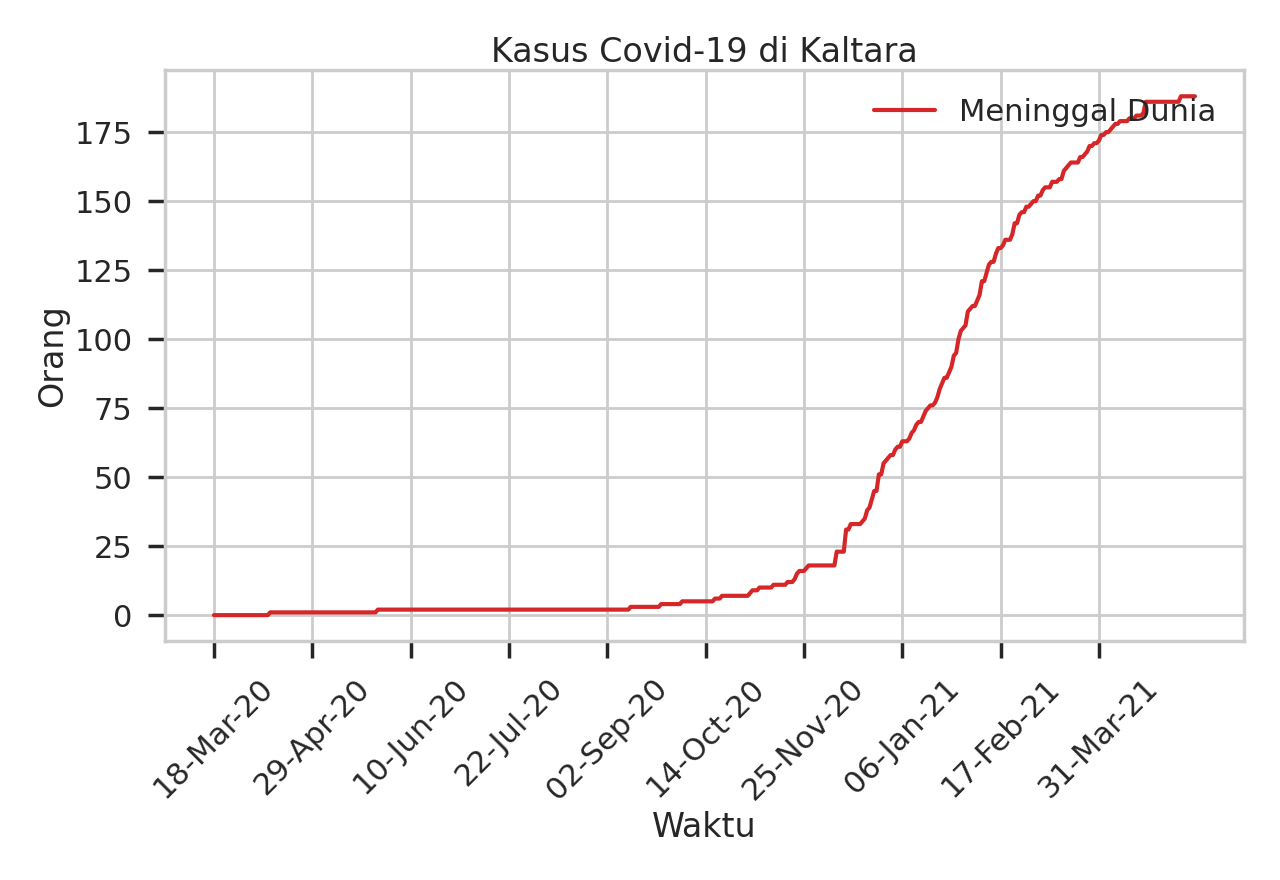 Kasus Covid-19 di Kaltara
Meninggal Dunia
Orang
175
150
125
100
75
50
25
0
18-Mar-20
29-Apr-20
10-Jun-20
22-Jul-20
02-Sep-20
14-Oct-20
25-Nov-20
06-Jan-21
17-Feb-21
31-Mar-21
Waktu